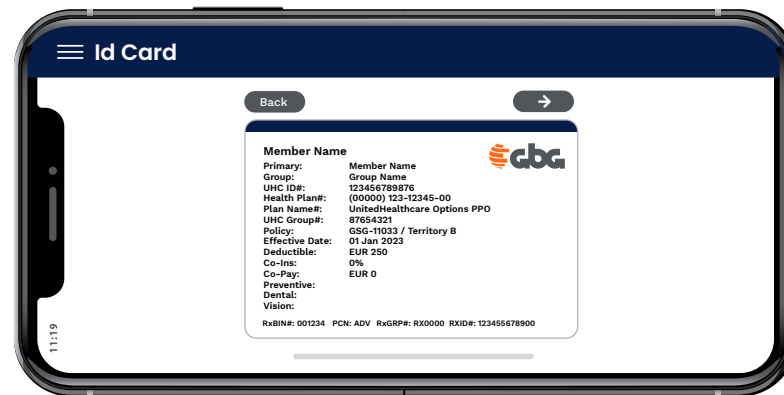 Id Card
Back
Member Name
GBG
Primary: Member Name
Group: Group Name
UHC ID#: 123456789876
Health Plan#: (00000) 123-12345-00
Plan Name#: UnitedHealthcare Options PPO
UHC Group#: 87654321
Policy: GSG-11033 / Territory B
Effective Date: 01 Jan 2023
Deductible: EUR 250
Co-Ins: 0%
Co-Pay: EUR 0
Preventive:
Dental:
Vision:
RxBIN#: 001234 PCN: ADV RxGRP#: RX0000 RXID#: 123455678900
11:19